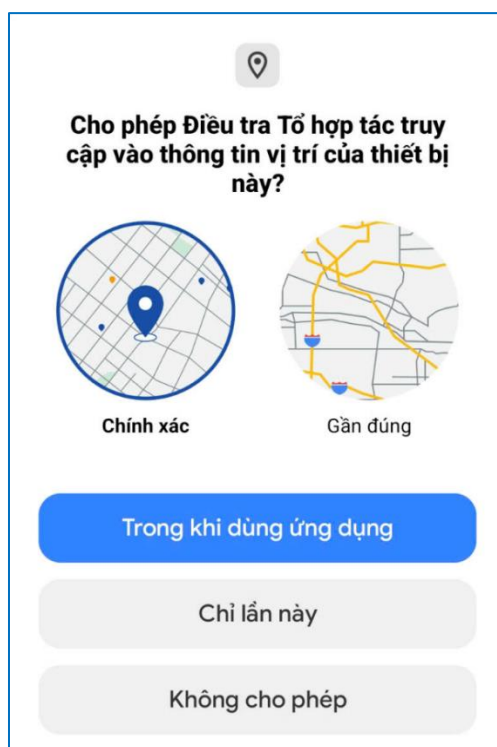 Cho phép Điều tra Tổ hợp tác truy
cập vào thông tin vị trí của thiết bị
này?
Chính xác
Gần đúng
Trong khi dùng ứng dụng
Chỉ lần này
Không cho phép